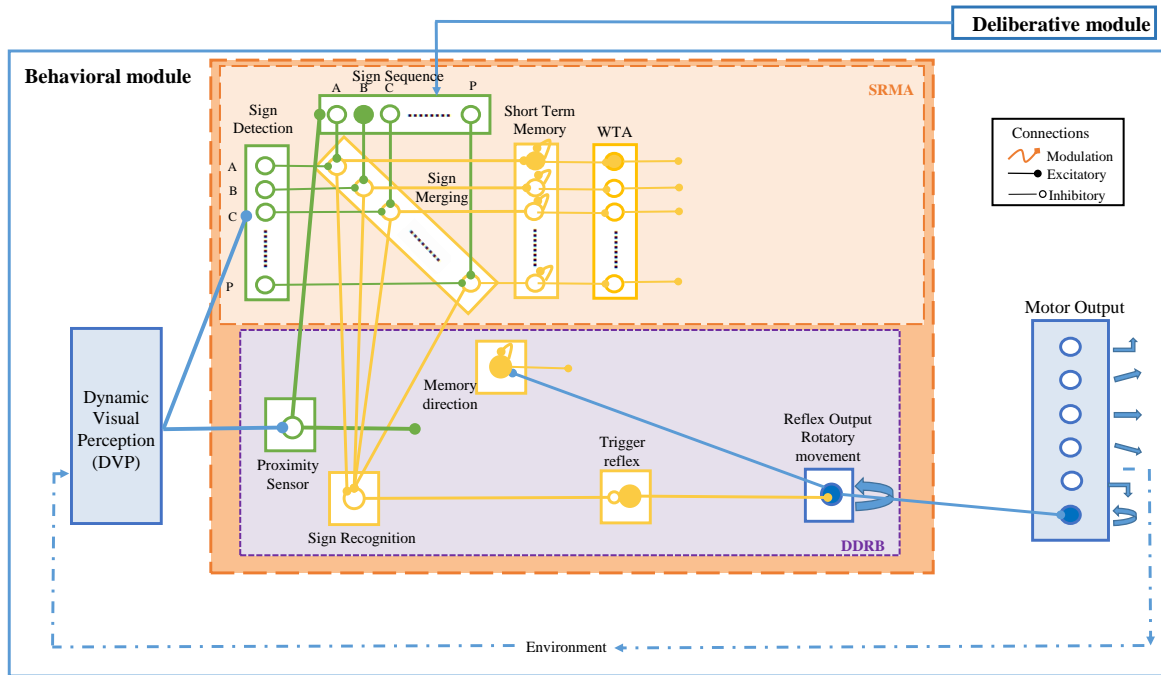 Deliberative module
Behavioral module
Sign Sequence
SRMA
A
B
C
P
Sign
Detection
Short Term
Memory
WTA
Connections
Modulation
Excitatory
Inhibitory
A
B
C
P
Sign
Merging
Motor Output
Dynamic
Visual
Perception
(DVP)
Memory
direction
Reflex Output
Rotatory
movement
Trigger
reflex
Proximity
Sensor
Sign Recognition
DDRB
Environment